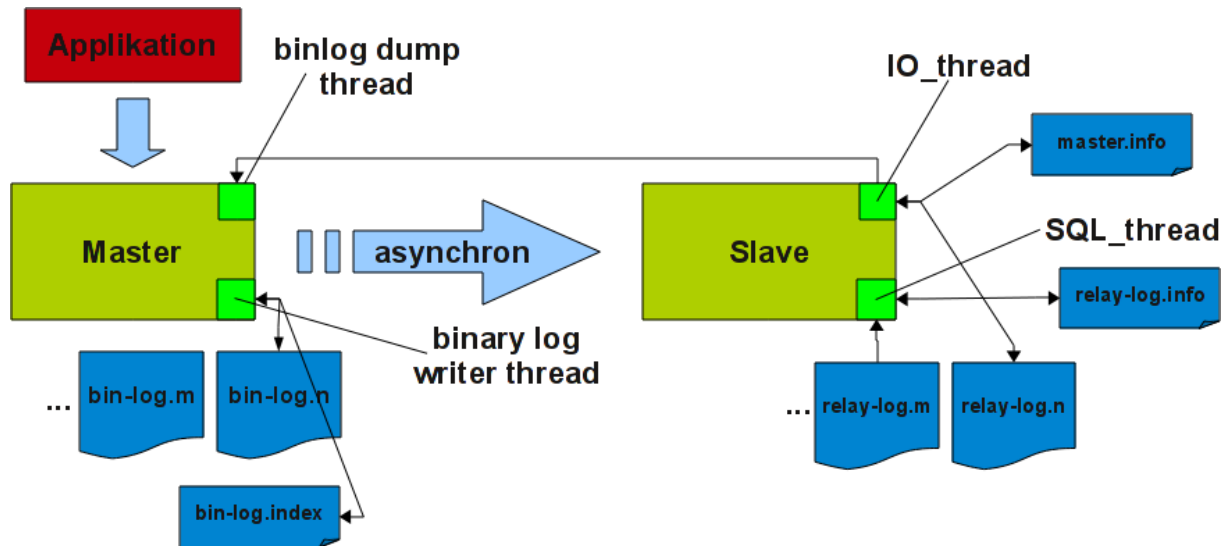 Applikation
binlog dump
thread
IO_thread
master.info
Master
asynchron
Slave
SQL_thread
relay-log.info
binary log
writer thread
... bin-log.m
bin-log.n
... relay-log.m
relay-log.n
bin-log.index